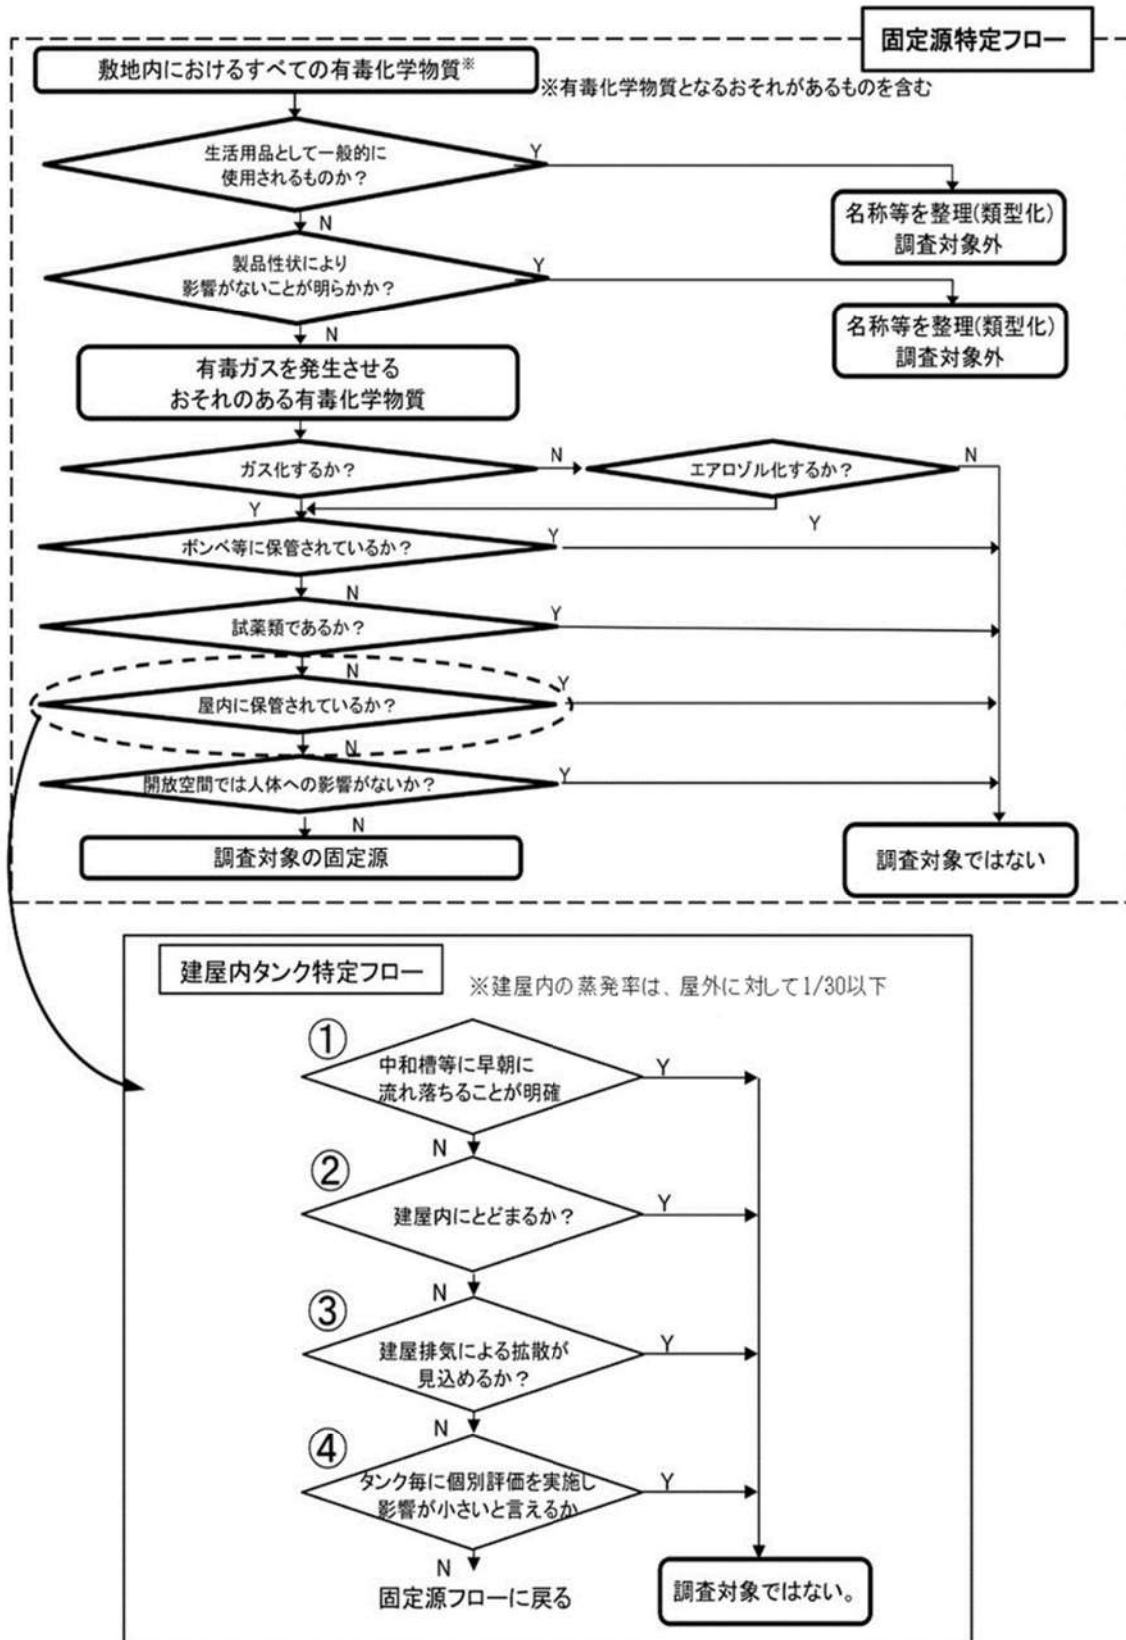 固定源特定フロー
敷地内におけるすべての有毒化学物質※
※有毒化学物質となるおそれがあるものを含む
生活用品として一般的に
使用されるものか？
Y
名称等を整理(類型化)
調査対象外
N
製品性状により
影響がないことが明らかか？
Y
名称等を整理(類型化)
調査対象外
N
有毒ガスを発生させる
おそれのある有毒化学物質
ガス化するか？
N
エアロゾル化するか？
N
Y
Y
ボンベ等に保管されているか？
Y
N
試薬類であるか？
Y
N
屋内に保管されているか？
Y
N
開放空間では人体への影響がないか？
Y
N
調査対象の固定源
調査対象ではない
建屋内タンク特定フロー
※建屋内の蒸発率は、屋外に対して1/30以下
①
中和槽等に早朝に
流れ落ちることが明確
Y
N
②
建屋内にとどまるか？
Y
N
③
建屋排気による拡散が
見込めるか？
Y
N
④
タンク毎に個別評価を実施し
影響が小さいと言えるか
Y
N
固定源フローに戻る
調査対象ではない。